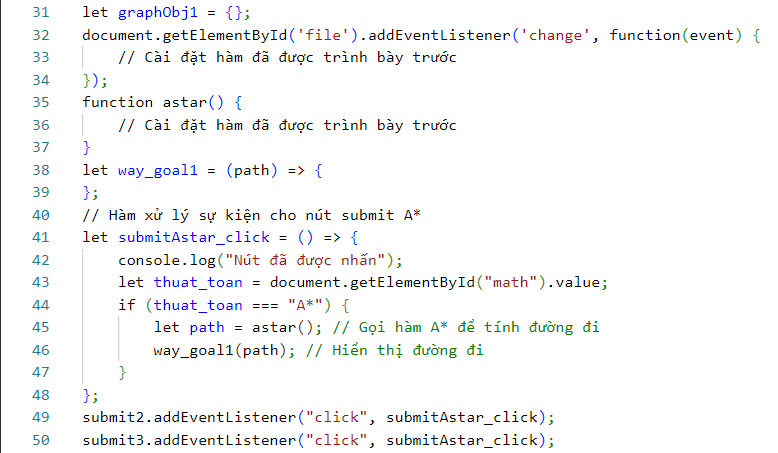 31 let graphObj1 = {};
32 document.getElementById('file').addEventListener('change', function(event) {
33     // Cài đặt hàm đã được trình bày trước
34 });
35 function astar() {
36     // Cài đặt hàm đã được trình bày trước
37 }
38 let way_goal1 = (path) => {
39 };
40 // Hàm xử lý sự kiện cho nút submit A*
41 let submitAstar_click = () => {
42     console.log("Nút đã được nhấn");
43     let thuat_toan = document.getElementById("math").value;
44     if (thuat_toan === "A*") {
45         let path = astar(); // Gọi hàm A* để tính đường đi
46         way_goal1(path); // Hiển thị đường đi
47     }
48 };
49 submit2.addEventListener("click", submitAstar_click);
50 submit3.addEventListener("click", submitAstar_click);